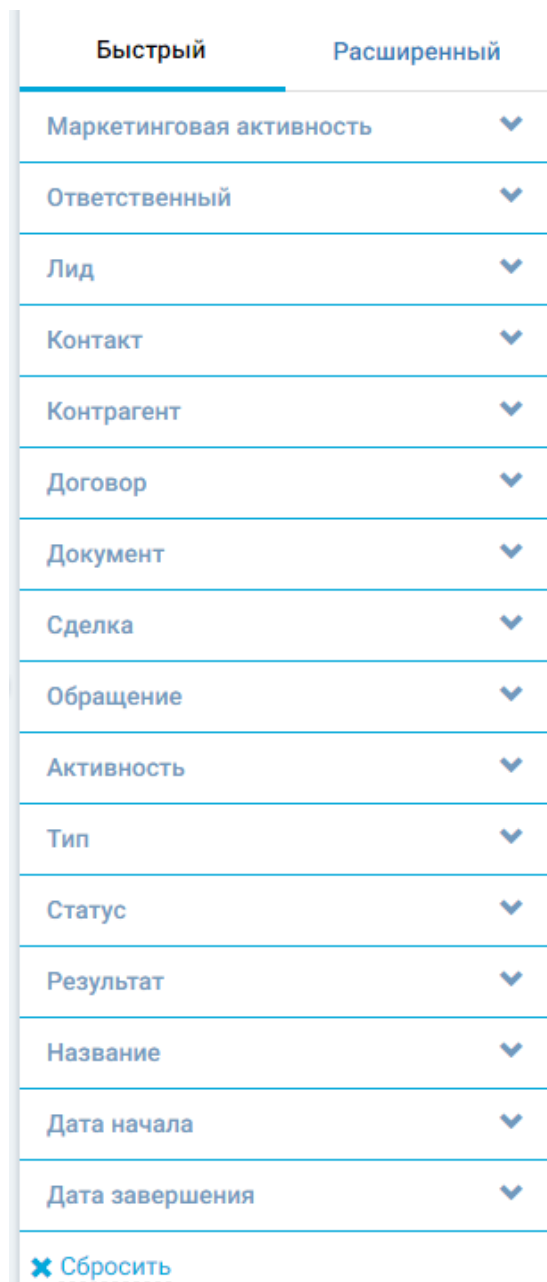 Быстрый Расширенный
Маркетинговая активность
Ответственный
Лид
Контакт
Контрагент
Договор
Документ
Сделка
Обращение
Активность
Тип
Статус
Результат
Название
Дата начала
Дата завершения
Сбросить